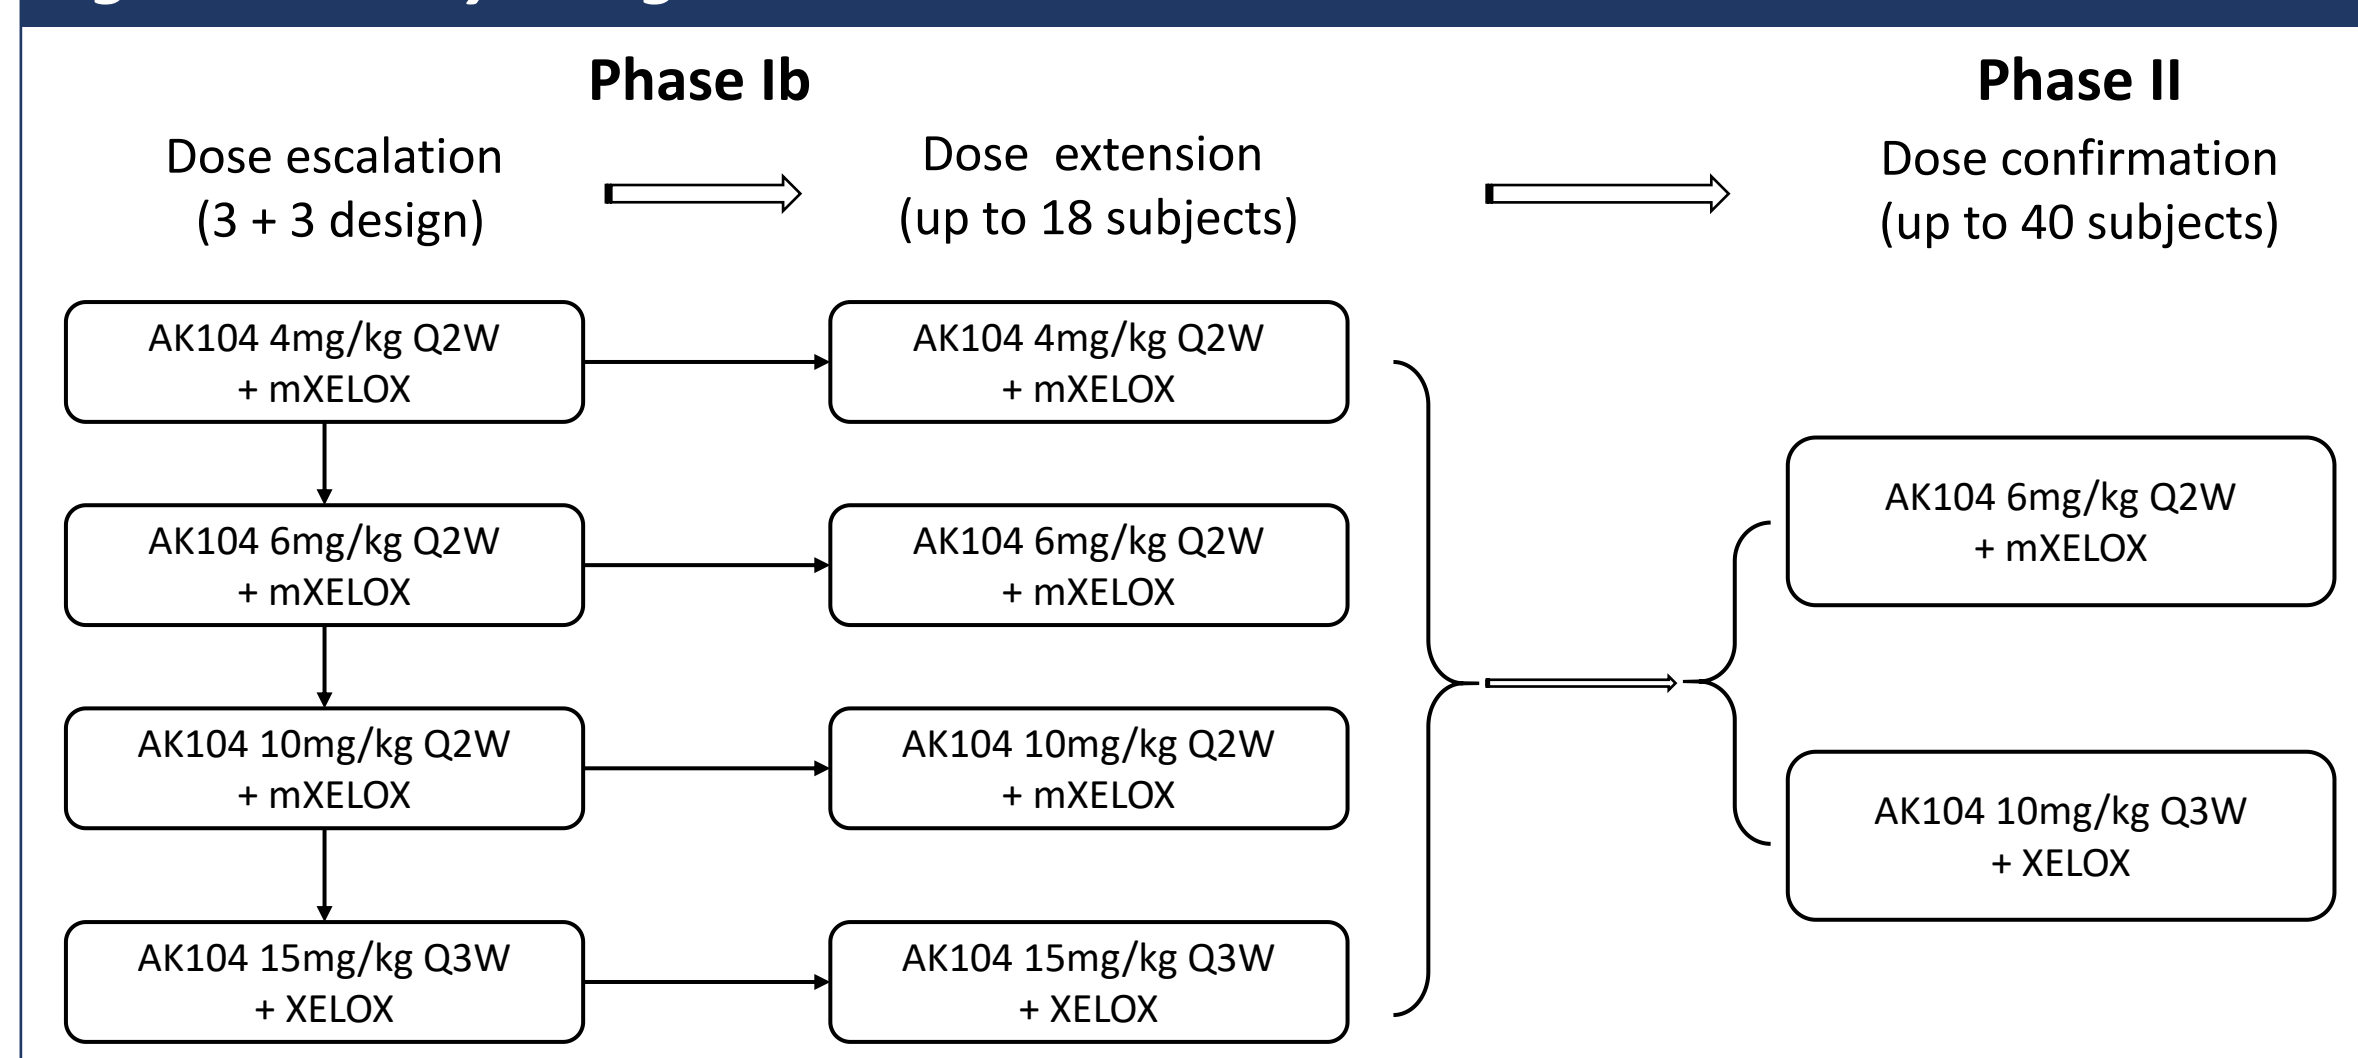 Phase Ib
Phase II
Dose escalation
(3 + 3 design)
Dose extension
(up to 18 subjects)
Dose confirmation
(up to 40 subjects)
AK104 4mg/kg Q2W
+ mXELOX
AK104 4mg/kg Q2W
+ mXELOX
AK104 6mg/kg Q2W
+ mXELOX
AK104 6mg/kg Q2W
+ mXELOX
AK104 10mg/kg Q2W
+ mXELOX
AK104 10mg/kg Q2W
+ mXELOX
AK104 15mg/kg Q3W
+ XELOX
AK104 15mg/kg Q3W
+ XELOX
AK104 6mg/kg Q2W
+ mXELOX
AK104 10mg/kg Q3W
+ XELOX